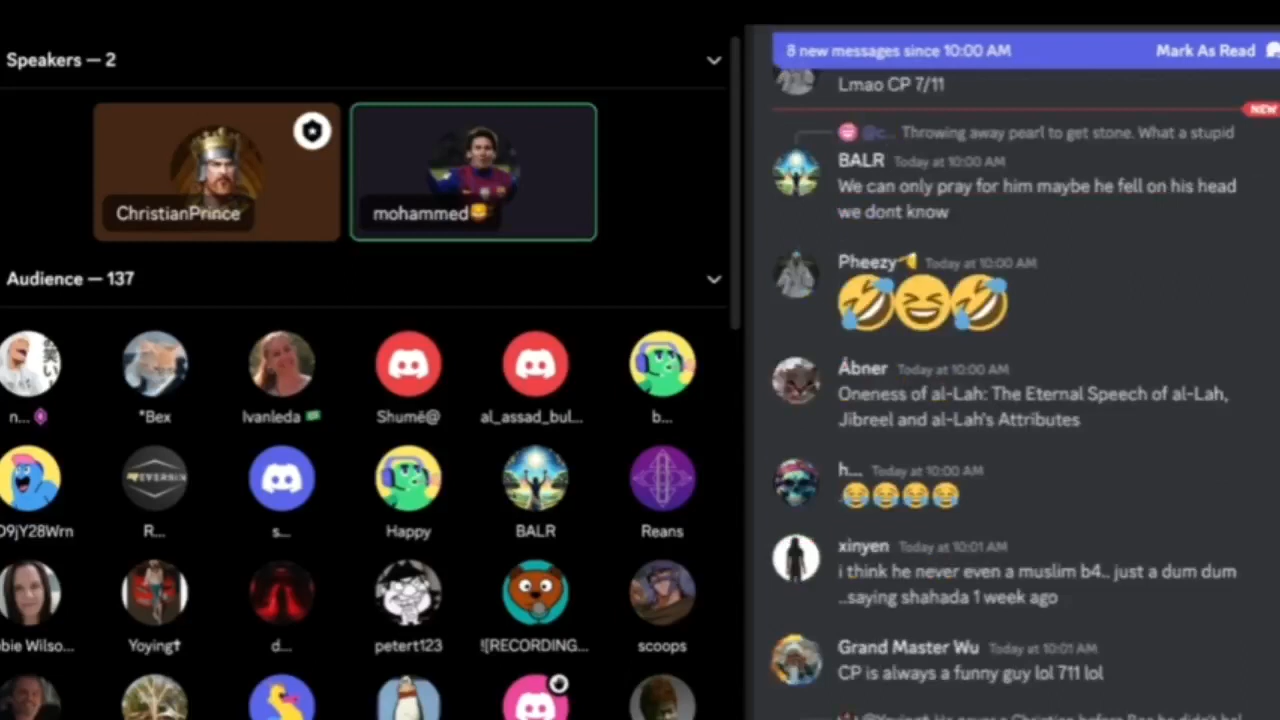 Speakers — 2
ChristianPrince
mohammed
Audience — 137
n...
*Bex
Ivanleda
Shumë@
al_assad_bul...
b...
D9jY28Wrn
R...
s...
Happy
BALR
Reans
bie Wilso...
Yoying†
d...
petert123
![RECORDING...
scoops
8 new messages since 10:00 AM
Mark As Read
Lmao CP 7/11
NEW
@c... Throwing away pearl to get stone. What a stupid
BALR Today at 10:00 AM
We can only pray for him maybe he fell on his head
we dont know
Pheezy Today at 10:00 AM
🤣😆🤣
Ábner Today at 10:00 AM
Oneness of al-Lah: The Eternal Speech of al-Lah,
Jibreel and al-Lah's Attributes
h... Today at 10:00 AM
😂😂😂😂
xinyen Today at 10:01 AM
i think he never even a muslim b4.. just a dum dum
..saying shahada 1 week ago
Grand Master Wu Today at 10:01 AM
CP is always a funny guy lol 711 lol